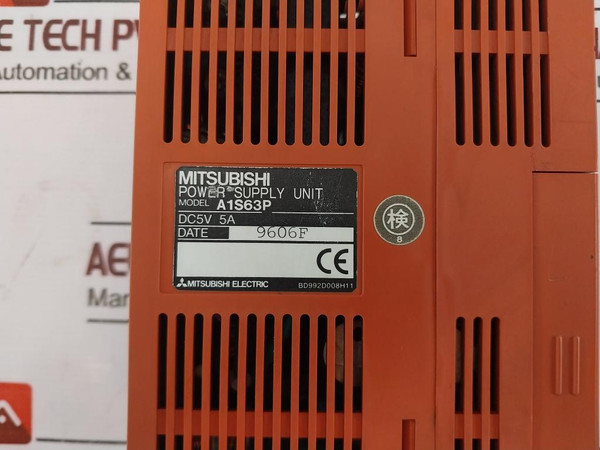 E TECH PV
Automation &
AE
Mar
A
MITSUBISHI
POWER SUPPLY UNIT
MODEL A1S63P
DC5V 5A
DATE 9606F
CE
MITSUBISHI ELECTRIC BD992D008H11
検
8